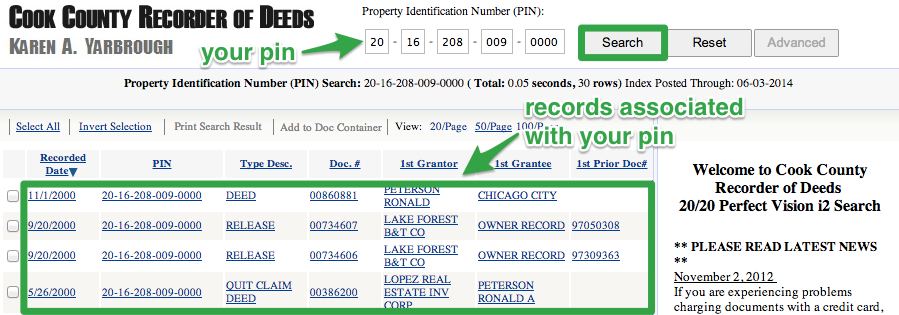 COOK COUNTY
RECORDER OF DEEDS
KAREN A. YARBROUGH
Property Identification Number (PIN):
your pin
20 - 16 - 208 - 009 - 0000
Search Reset Advanced
Property Identification Number (PIN) Search: 20-16-208-009-0000 ( Total: 0.05 seconds, 30 rows) Index Posted Through: 06-03-2014
records associated
with your pin
Select All Invert Selection Print Search Result Add to Doc Container View: 20/Page 50/Page 100/Page
Recorded Date▼ PIN Type Desc. Doc. # 1st Grantor 1st Grantee 1st Prior Doc#
11/1/2000 20-16-208-009-0000 DEED 00860881 PETERSON RONALD CHICAGO CITY
9/20/2000 20-16-208-009-0000 RELEASE 00734607 LAKE FOREST B&T CO OWNER RECORD 97050308
9/20/2000 20-16-208-009-0000 RELEASE 00734606 LAKE FOREST B&T CO OWNER RECORD 97309363
5/26/2000 20-16-208-009-0000 QUIT CLAIM DEED 00386200 LOPEZ REAL ESTATE INV CORP PETERSON RONALD A
Welcome to Cook County
Recorder of Deeds
20/20 Perfect Vision i2 Search
** PLEASE READ LATEST NEWS
**
November 2, 2012
If you are experiencing problems
charging documents with a credit card,